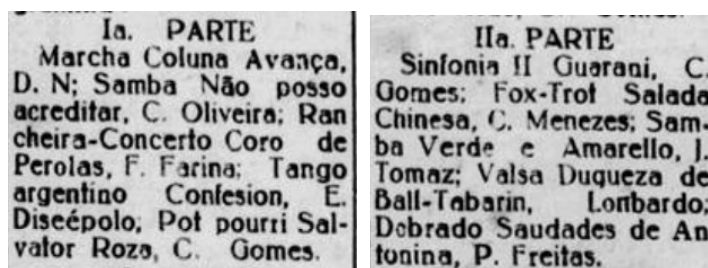 Ia. PARTE
Marcha Coluna Avança,
D. N; Samba Não posso
acreditar, C. Oliveira; Ran
cheira-Concerto Coro de
Perolas, F. Farina; Tango
argentino Confesion, E.
Diseépolo; Pot pourri Sal-
vator Roza, C. Gomes.
IIa. PARTE
Sinfonia Il Guarani, C.
Gomes; Fox-Trot Salada
Chinesa, C. Menezes; Sam-
ba Verde e Amarello, J.
Tomaz; Valsa Duqueza de
Ball-Tabarin, Lombardo;
Dobrado Saudades de An
tonina, P. Freitas.